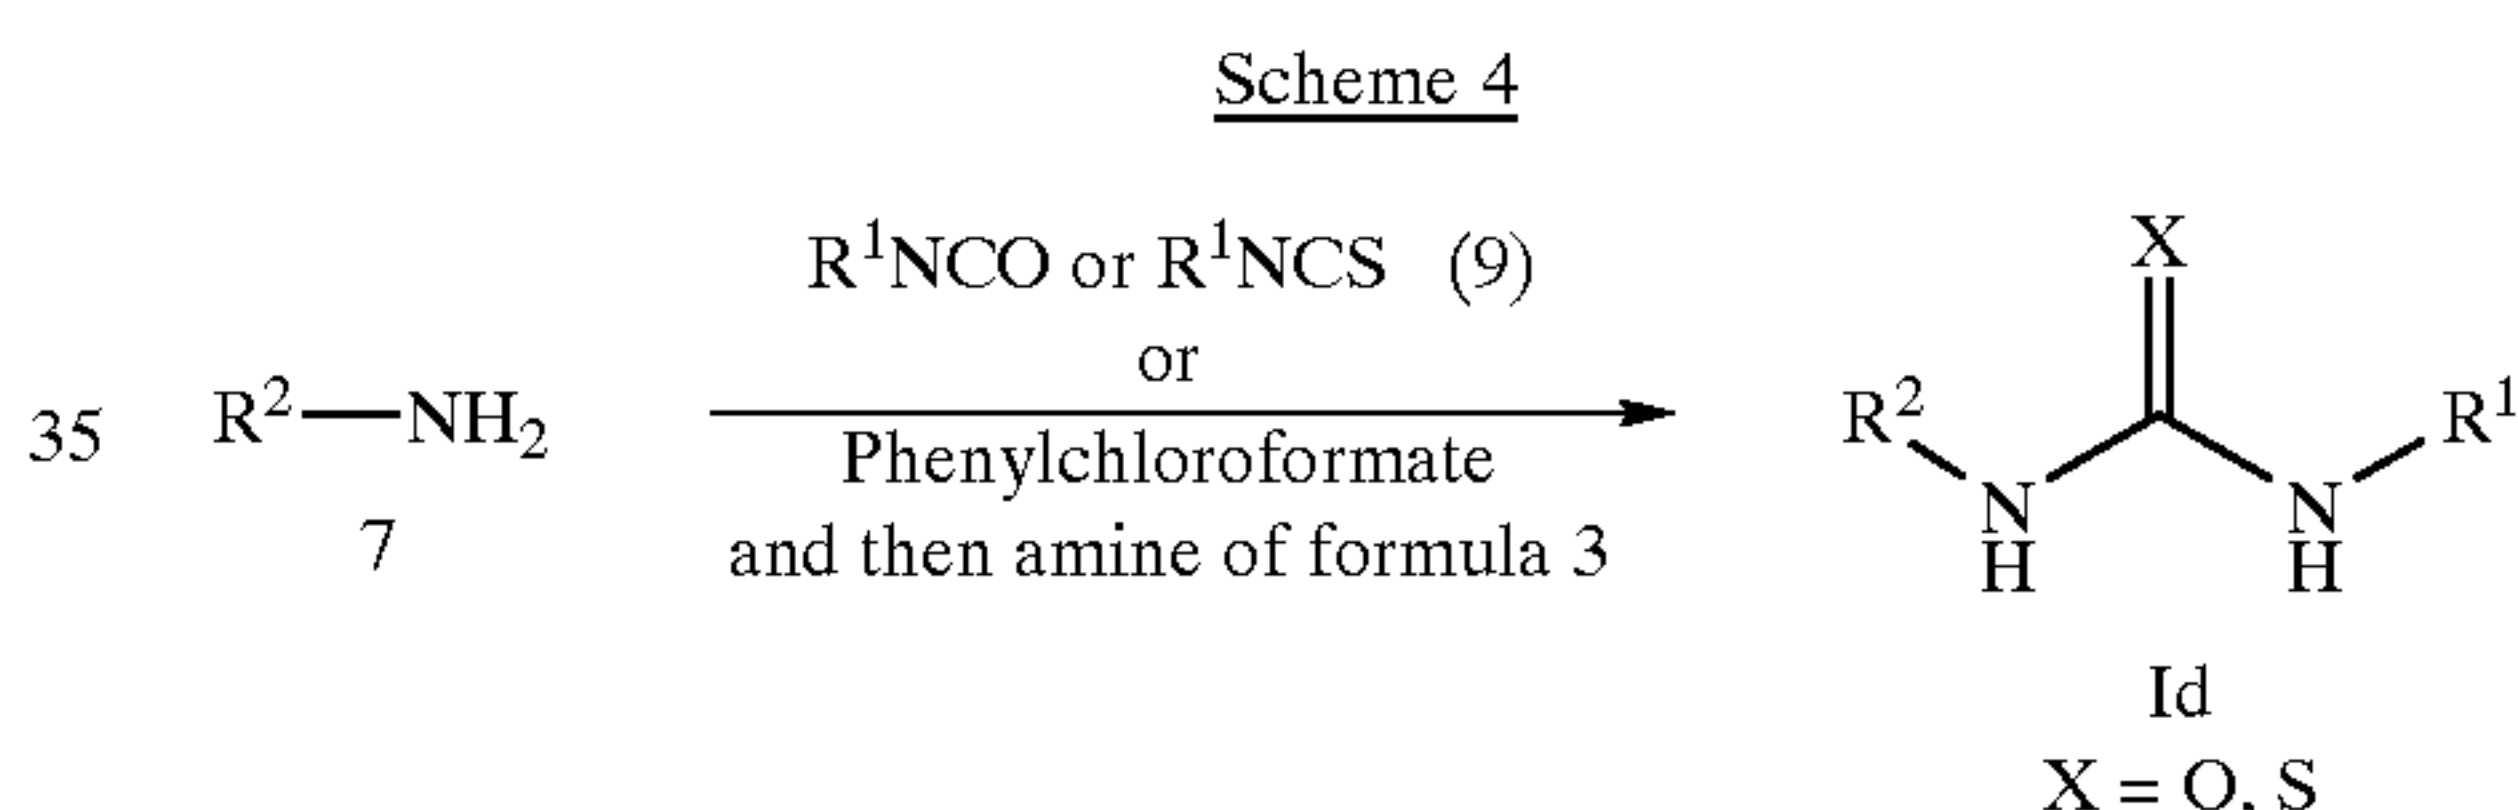 Scheme 4
R¹NCO or R¹NCS (9)
or
35 R²—NH₂
Phenylchloroformate
and then amine of formula 3
7
X
R² N H N H R¹
Id
X = O, S